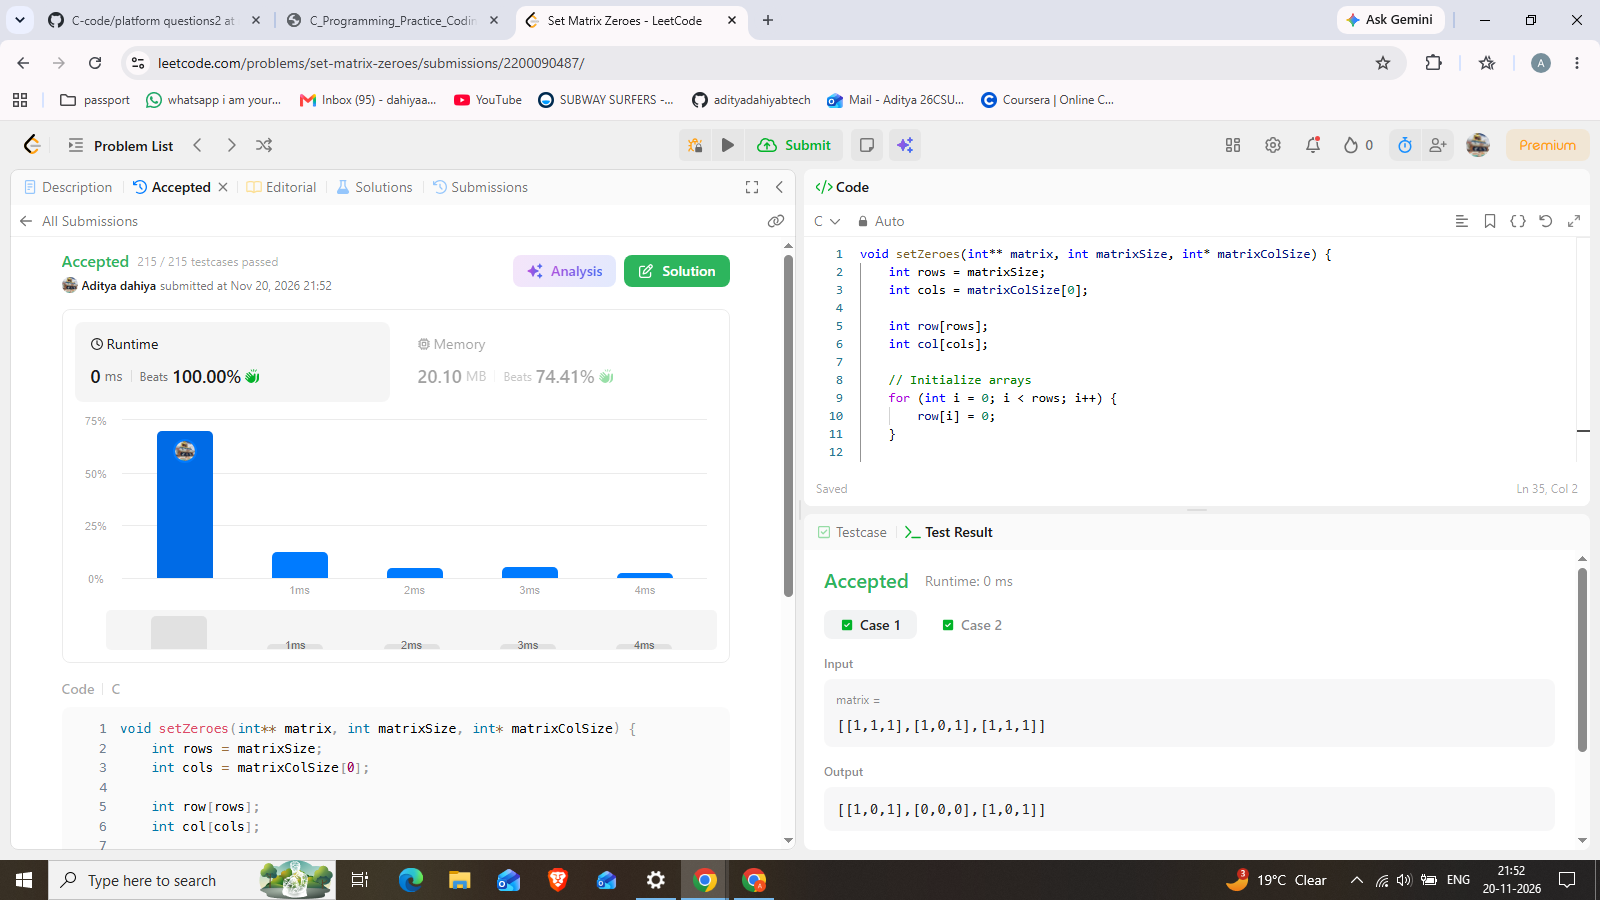 C-code/platform questions2 at
C_Programming_Practice_Codin
Set Matrix Zeroes - LeetCode
Ask Gemini
leetcode.com/problems/set-matrix-zeroes/submissions/2200090487/
A
passport
whatsapp i am your...
Inbox (95) - dahiyaa...
YouTube
SUBWAY SURFERS -...
adityadahiyabtech
Mail - Aditya 26CSU...
Coursera | Online C...
Problem List
Submit
0
Premium
Description
Accepted
Editorial
Solutions
Submissions
All Submissions
Accepted 215 / 215 testcases passed
Aditya dahiya submitted at Nov 20, 2026 21:52
Analysis
Solution
Runtime
0 ms | Beats 100.00%
Memory
20.10 MB | Beats 74.41%
75%
50%
25%
0%
1ms 2ms 3ms 4ms
1ms 2ms 3ms 4ms
Code | C
1 void setZeroes(int** matrix, int matrixSize, int* matrixColSize) {
2 int rows = matrixSize;
3 int cols = matrixColSize[0];
4
5 int row[rows];
6 int col[cols];
7
Code
C
Auto
1 void setZeroes(int** matrix, int matrixSize, int* matrixColSize) {
2 int rows = matrixSize;
3 int cols = matrixColSize[0];
4
5 int row[rows];
6 int col[cols];
7
8 // Initialize arrays
9 for (int i = 0; i < rows; i++) {
10 row[i] = 0;
11 }
12
Saved
Ln 35, Col 2
Testcase
Test Result
Accepted Runtime: 0 ms
Case 1
Case 2
Input
matrix =
[[1,1,1],[1,0,1],[1,1,1]]
Output
[[1,0,1],[0,0,0],[1,0,1]]
Type here to search
3
19°C Clear
ENG
21:52
20-11-2026